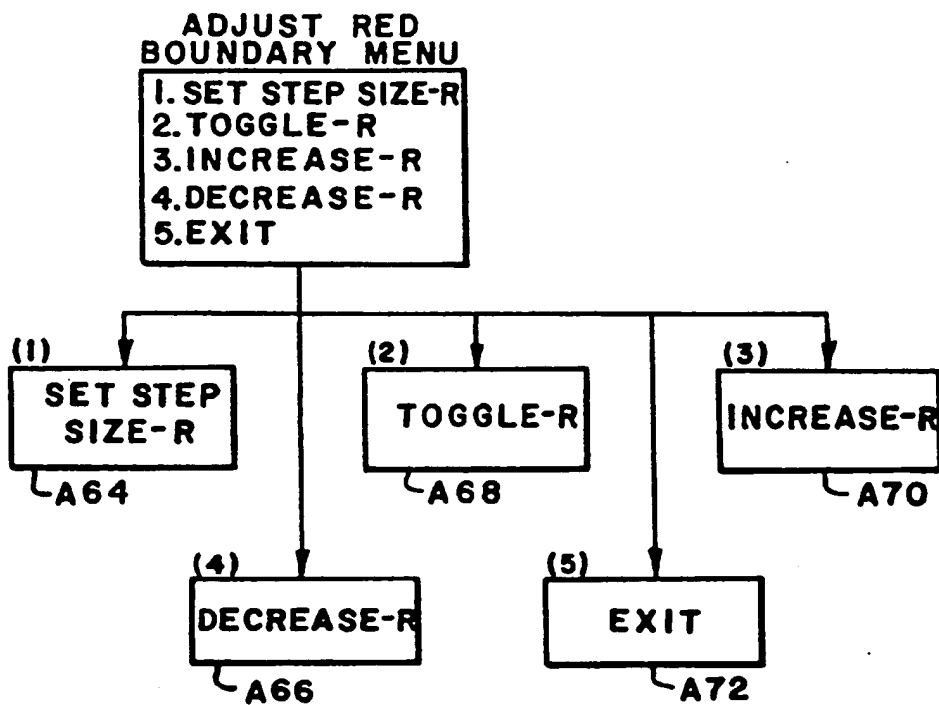 ADJUST RED
BOUNDARY MENU
1. SET STEP SIZE-R
2. TOGGLE-R
3. INCREASE-R
4. DECREASE-R
5. EXIT
(1)
SET STEP
SIZE-R
A64
(2)
TOGGLE-R
A68
(3)
INCREASE-R
A70
(4)
DECREASE-R
A66
(5)
EXIT
A72